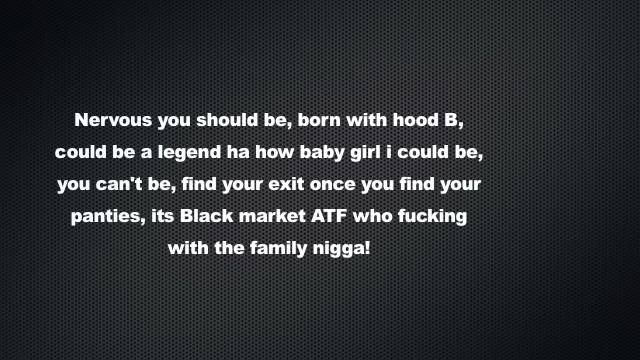 Nervous you should be, born with hood B,
could be a legend ha how baby girl i could be,
you can't be, find your exit once you find your
panties, its Black market ATF who fucking
with the family nigga!